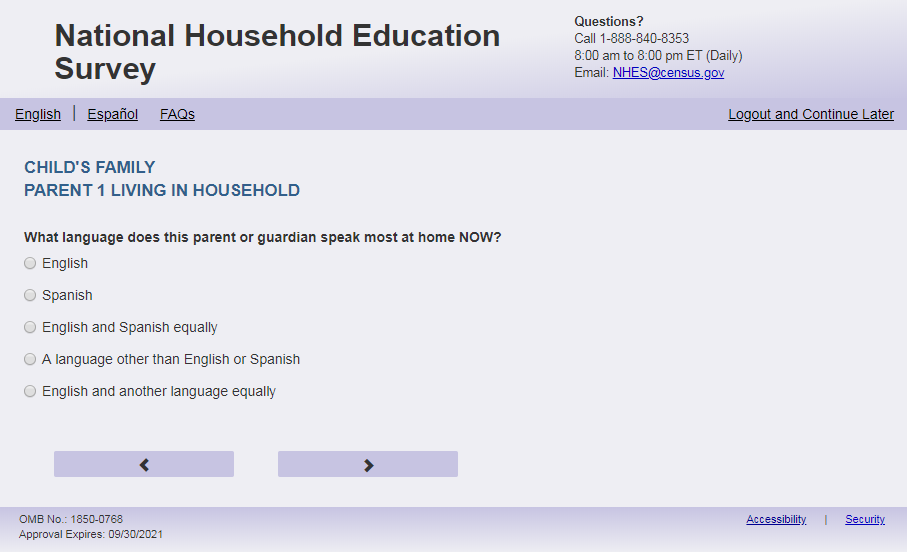 National Household Education
Survey
Questions?
Call 1-888-840-8353
8:00 am to 8:00 pm ET (Daily)
Email: NHES@census.gov
English | Español FAQs Logout and Continue Later
CHILD'S FAMILY
PARENT 1 LIVING IN HOUSEHOLD
What language does this parent or guardian speak most at home NOW?
English
Spanish
English and Spanish equally
A language other than English or Spanish
English and another language equally
OMB No.: 1850-0768
Approval Expires: 09/30/2021
Accessibility | Security